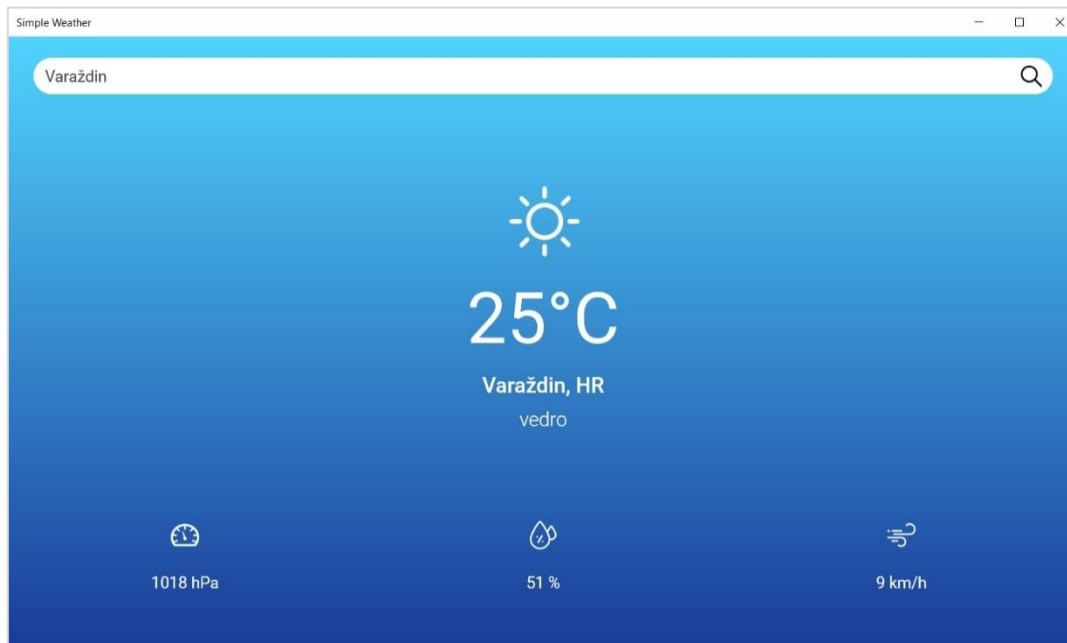 Simple Weather
Varaždin
25°C
Varaždin, HR
vedro
1018 hPa
51 %
9 km/h